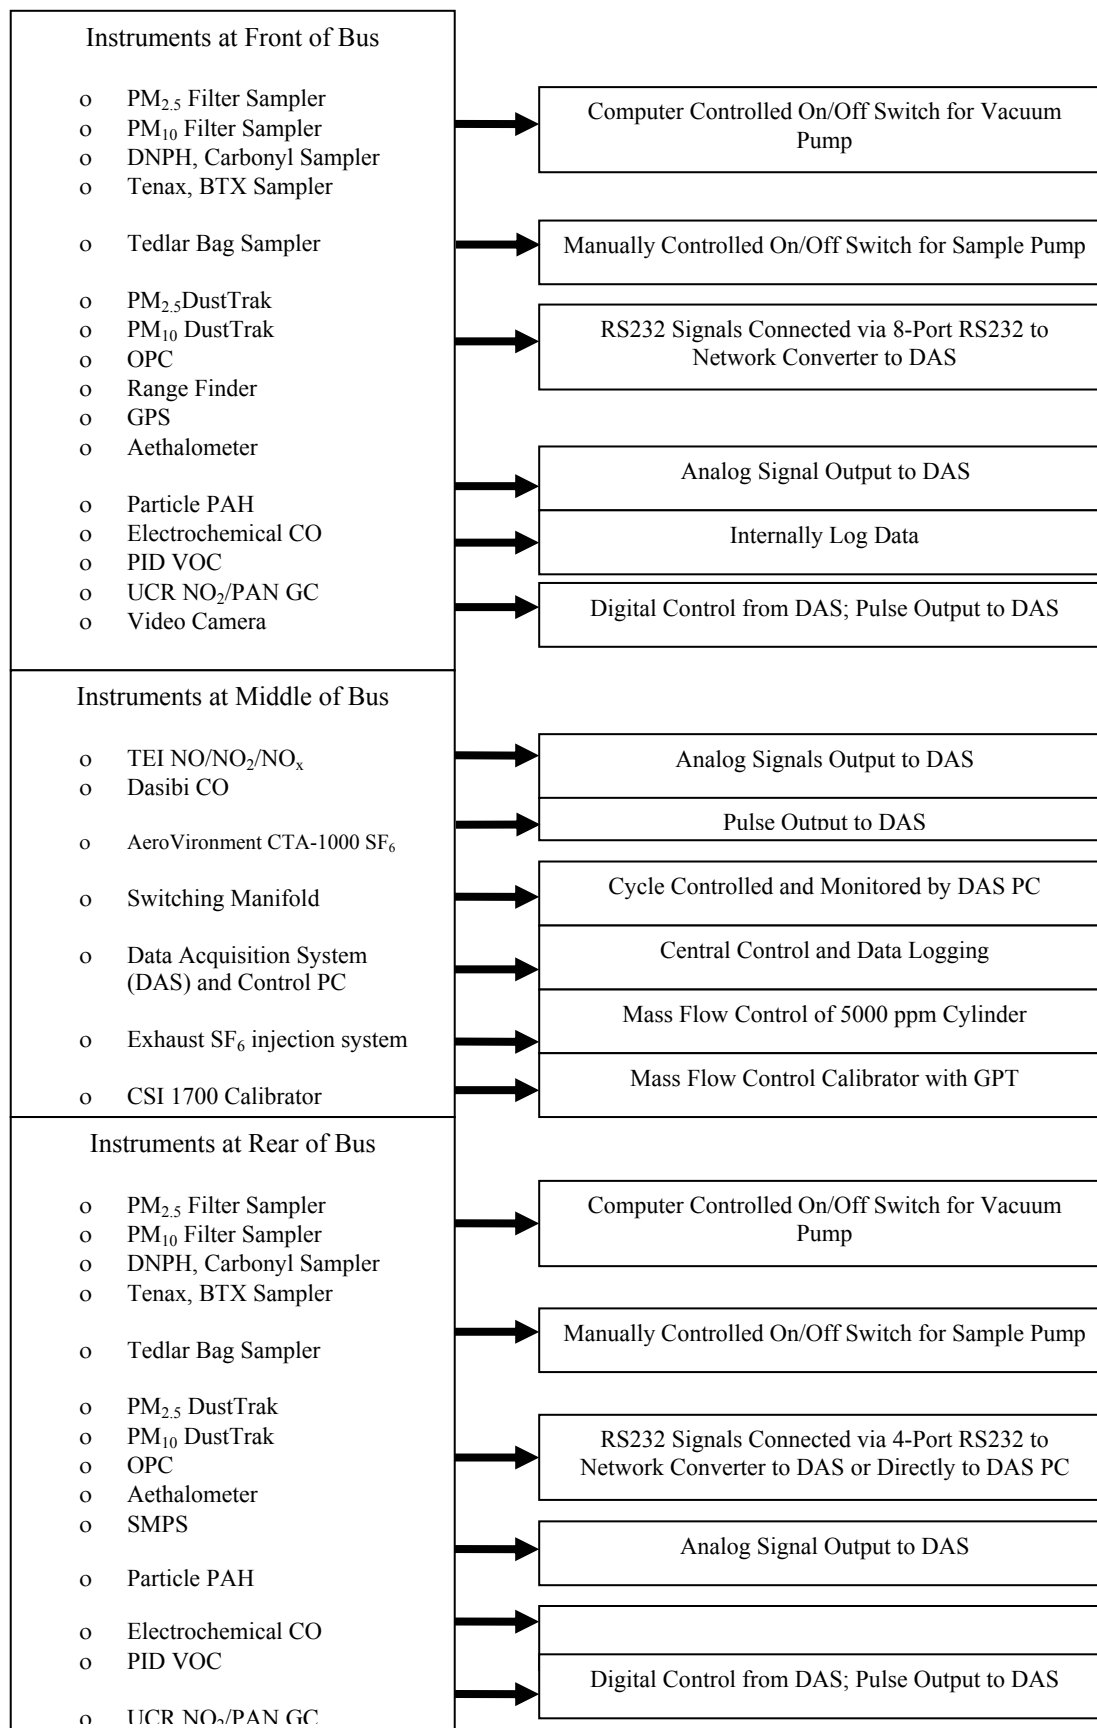 Instruments at Front of Bus
o PM2.5 Filter Sampler
o PM10 Filter Sampler
o DNPH, Carbonyl Sampler
o Tenax, BTX Sampler
Computer Controlled On/Off Switch for Vacuum
Pump
o Tedlar Bag Sampler
Manually Controlled On/Off Switch for Sample Pump
o PM2.5DustTrak
o PM10 DustTrak
o OPC
o Range Finder
o GPS
o Aethalometer
RS232 Signals Connected via 8-Port RS232 to
Network Converter to DAS
o Particle PAH
o Electrochemical CO
o PID VOC
o UCR NO2/PAN GC
o Video Camera
Analog Signal Output to DAS
Internally Log Data
Digital Control from DAS; Pulse Output to DAS
Instruments at Middle of Bus
o TEI NO/NO2/NOx
o Dasibi CO
Analog Signals Output to DAS
o AeroVironment CTA-1000 SF6
Pulse Output to DAS
o Switching Manifold
Cycle Controlled and Monitored by DAS PC
o Data Acquisition System
(DAS) and Control PC
Central Control and Data Logging
o Exhaust SF6 injection system
Mass Flow Control of 5000 ppm Cylinder
o CSI 1700 Calibrator
Mass Flow Control Calibrator with GPT
Instruments at Rear of Bus
o PM2.5 Filter Sampler
o PM10 Filter Sampler
o DNPH, Carbonyl Sampler
o Tenax, BTX Sampler
Computer Controlled On/Off Switch for Vacuum
Pump
o Tedlar Bag Sampler
Manually Controlled On/Off Switch for Sample Pump
o PM2.5 DustTrak
o PM10 DustTrak
o OPC
o Aethalometer
o SMPS
RS232 Signals Connected via 4-Port RS232 to
Network Converter to DAS or Directly to DAS PC
o Particle PAH
Analog Signal Output to DAS
o Electrochemical CO
o PID VOC
o UCR NO2/PAN GC
Digital Control from DAS; Pulse Output to DAS